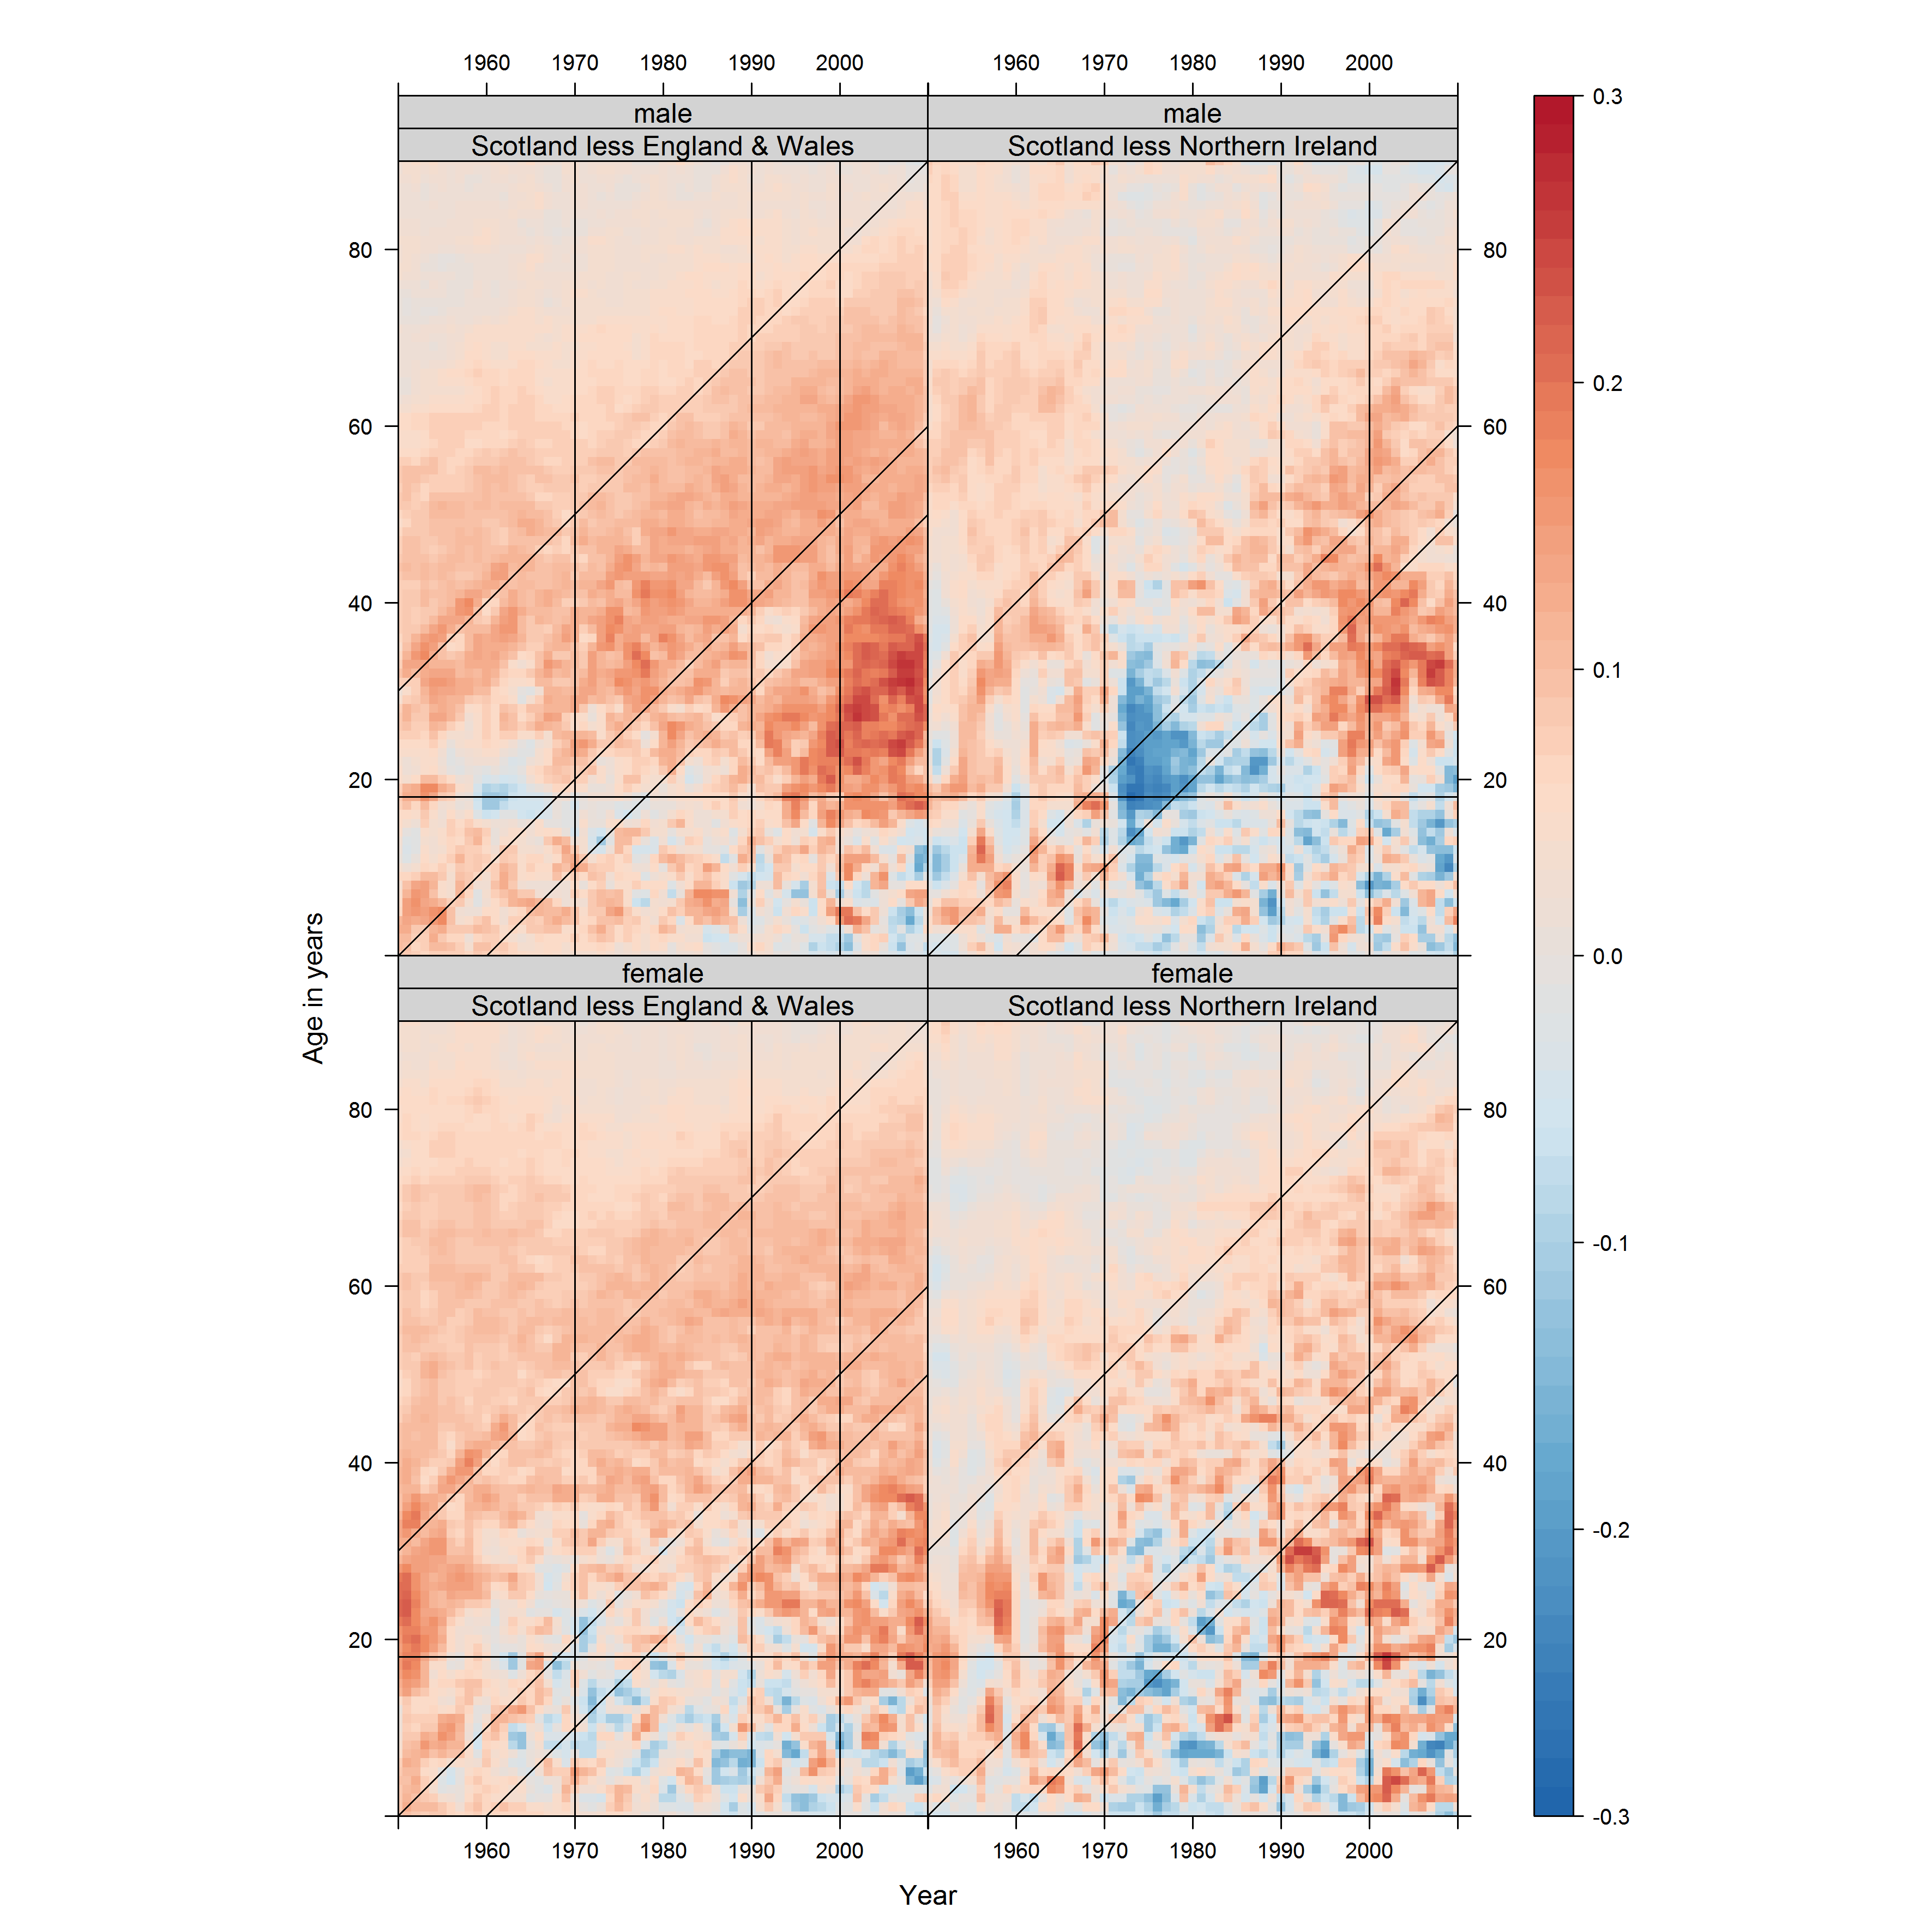 1960 1970 1980 1990 2000 1960 1970 1980 1990 2000
male male
Scotland less England & Wales Scotland less Northern Ireland
80
60
40
20
80
60
40
20
female female
Scotland less England & Wales Scotland less Northern Ireland
80
60
40
20
80
60
40
20
1960 1970 1980 1990 2000 1960 1970 1980 1990 2000
Age in years
Year
0.3
0.2
0.1
0.0
-0.1
-0.2
-0.3